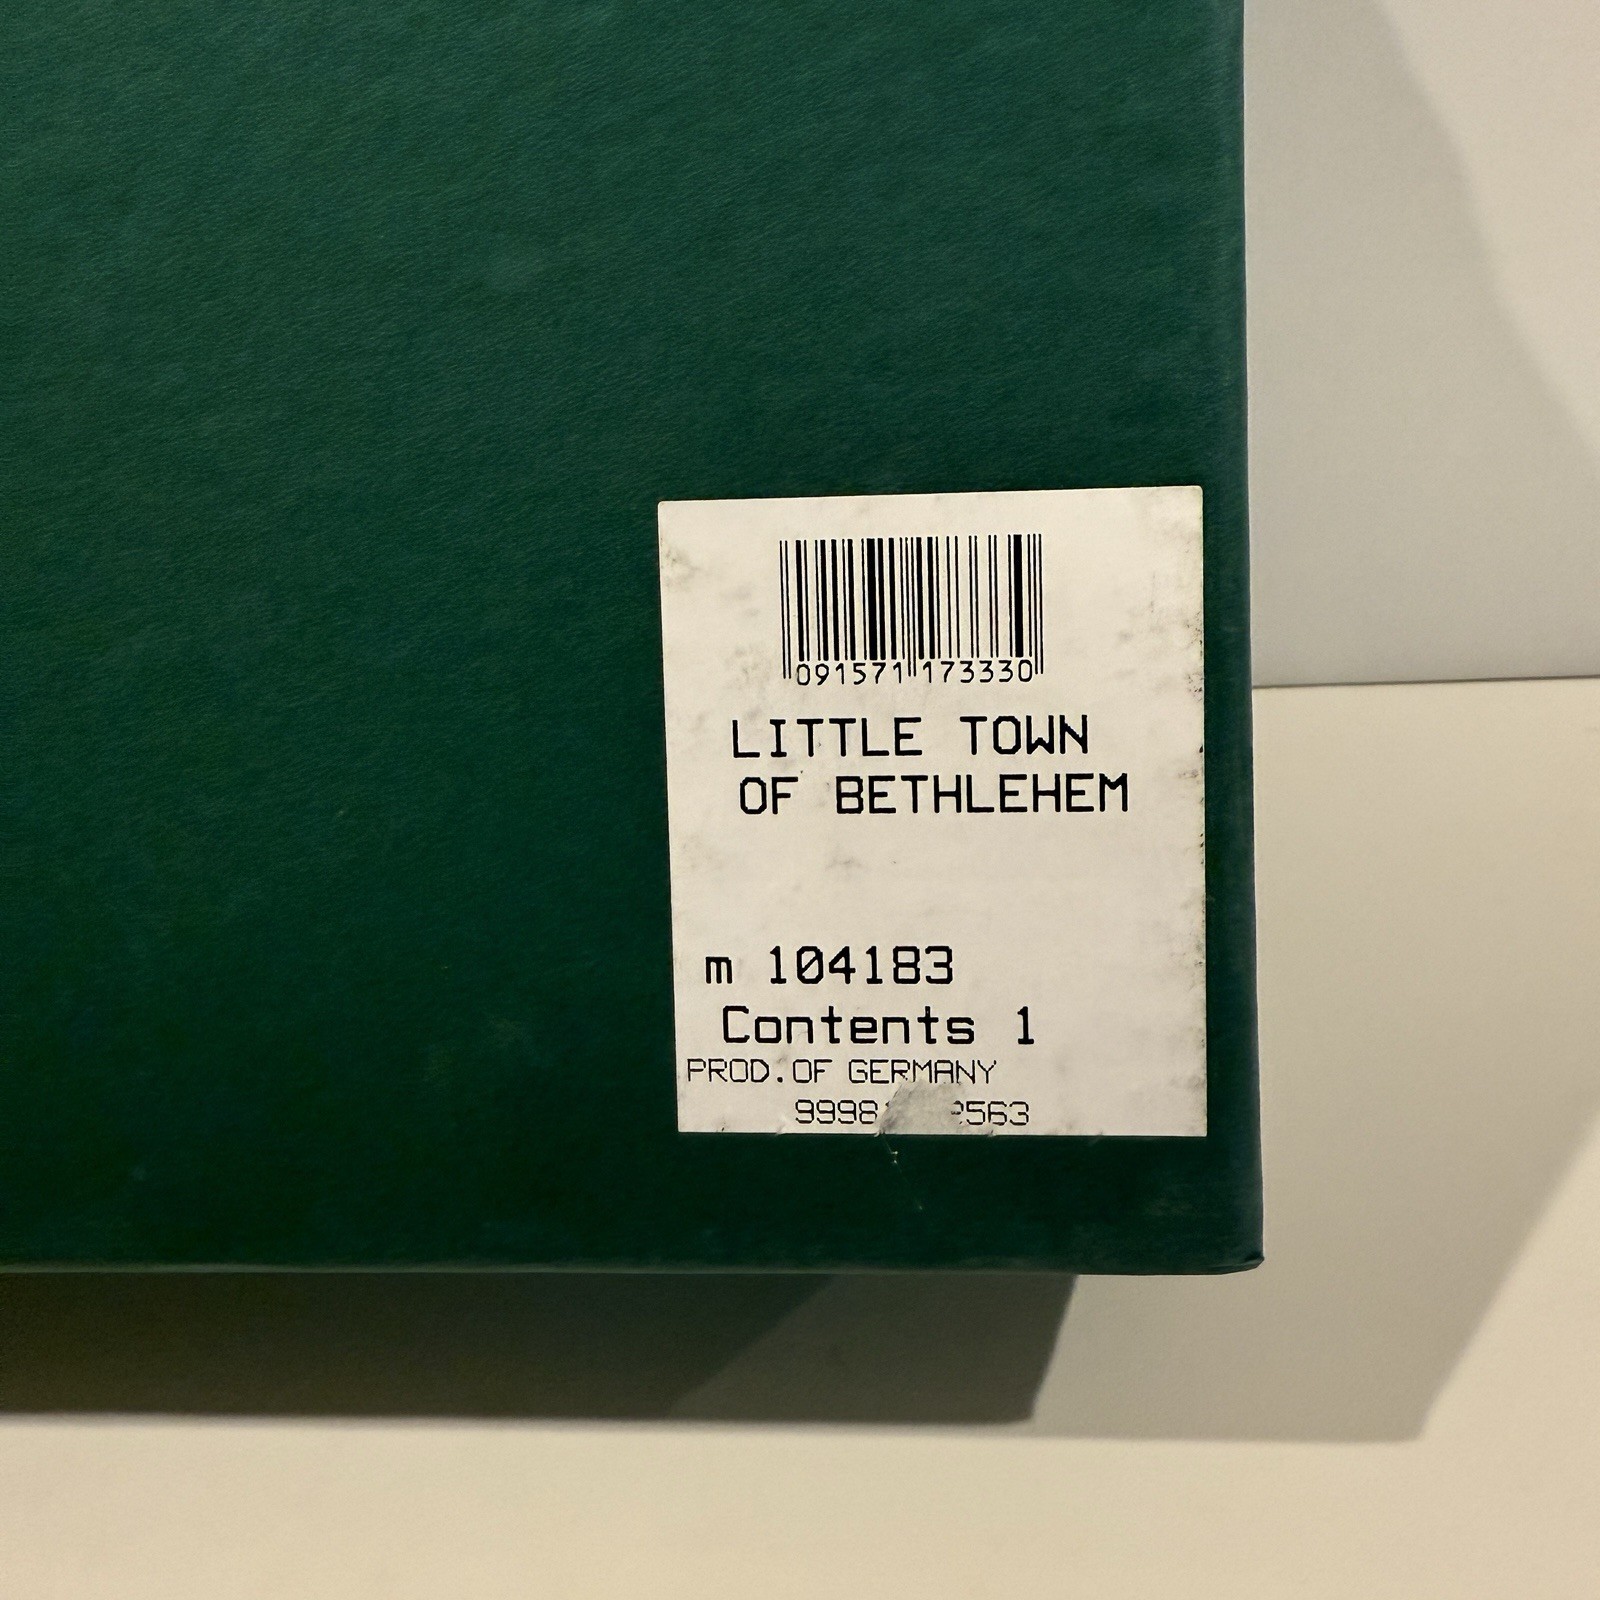 091571 173330
LITTLE TOWN
OF BETHLEHEM
m 104183
Contents 1
PROD.OF GERMANY